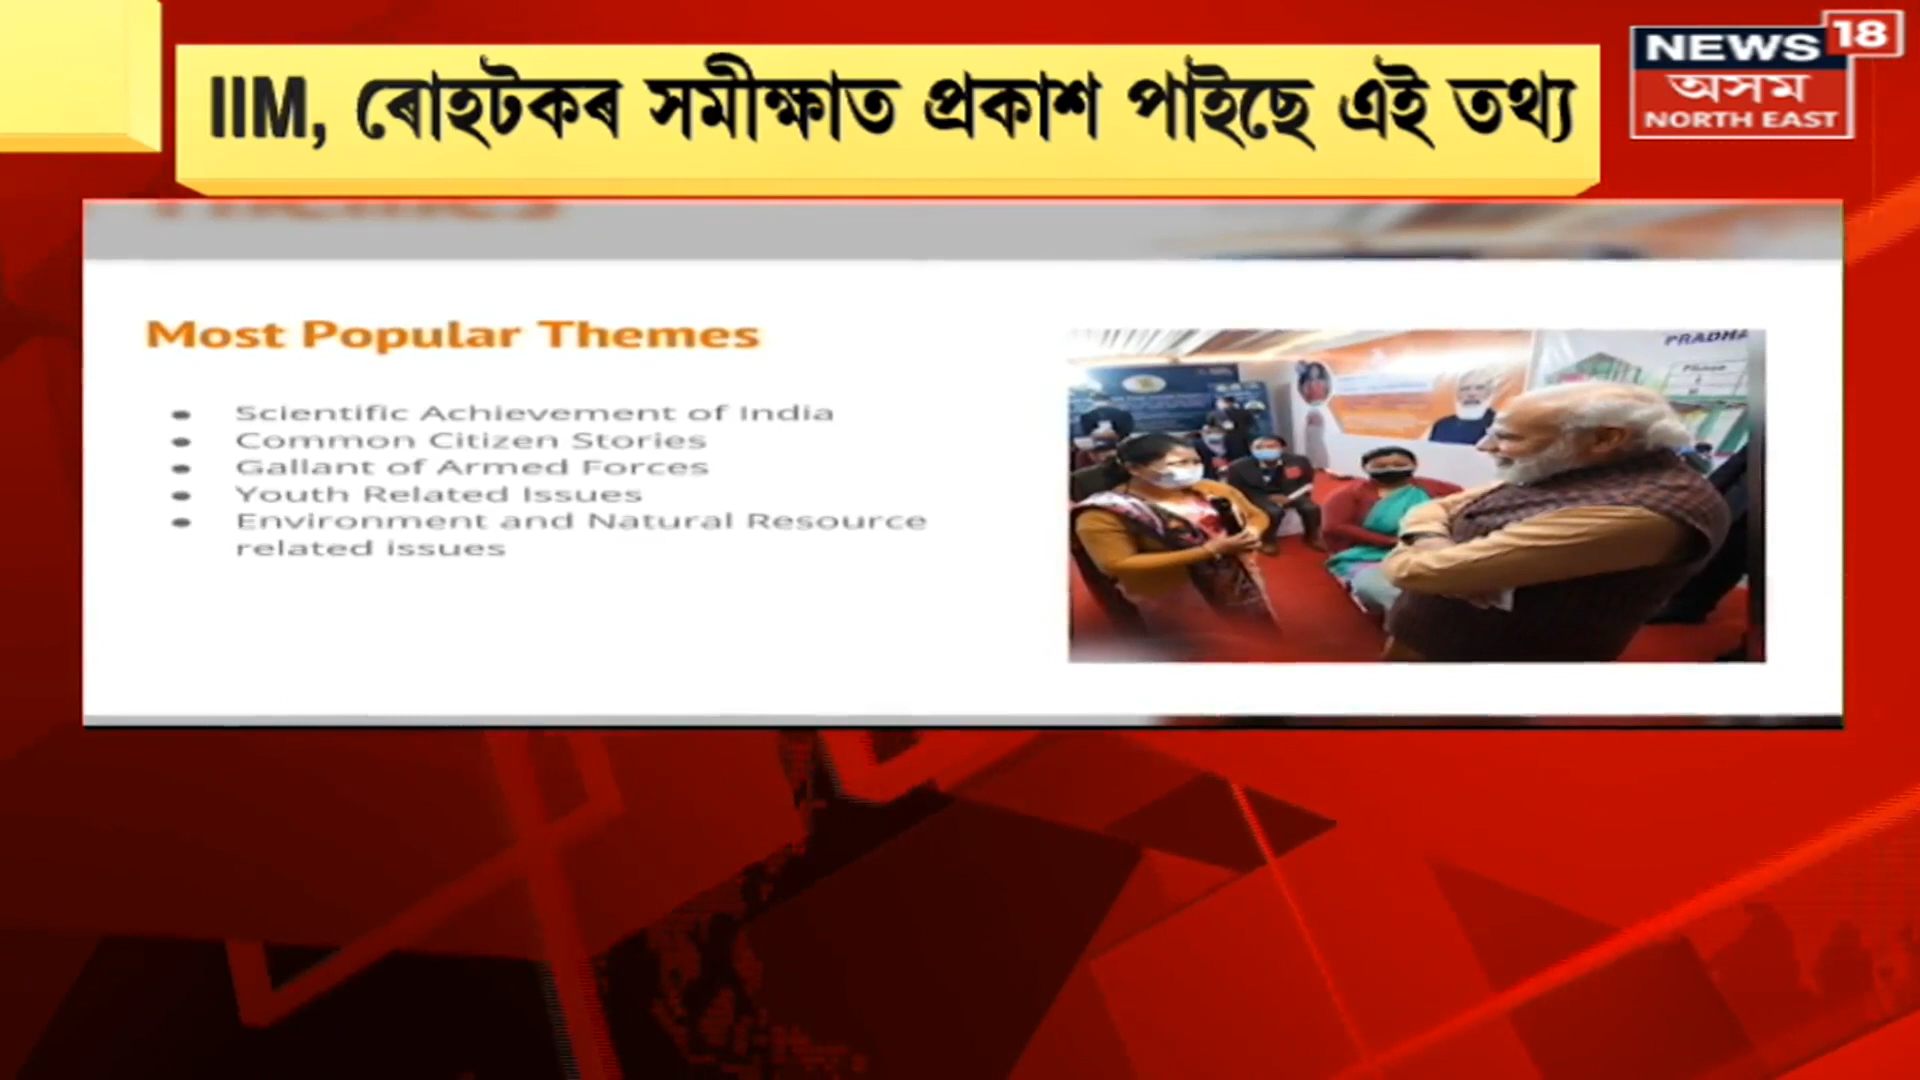 IIM, ৰোহটকৰ সমীক্ষাত প্ৰকাশ পাইছে এই তথ্য
NEWS 18
অসম
NORTH EAST
Most Popular Themes
PRADHA
Phase
• Scientific Achievement of India
• Common Citizen Stories
• Gallant of Armed Forces
• Youth Related Issues
• Environment and Natural Resource
related issues